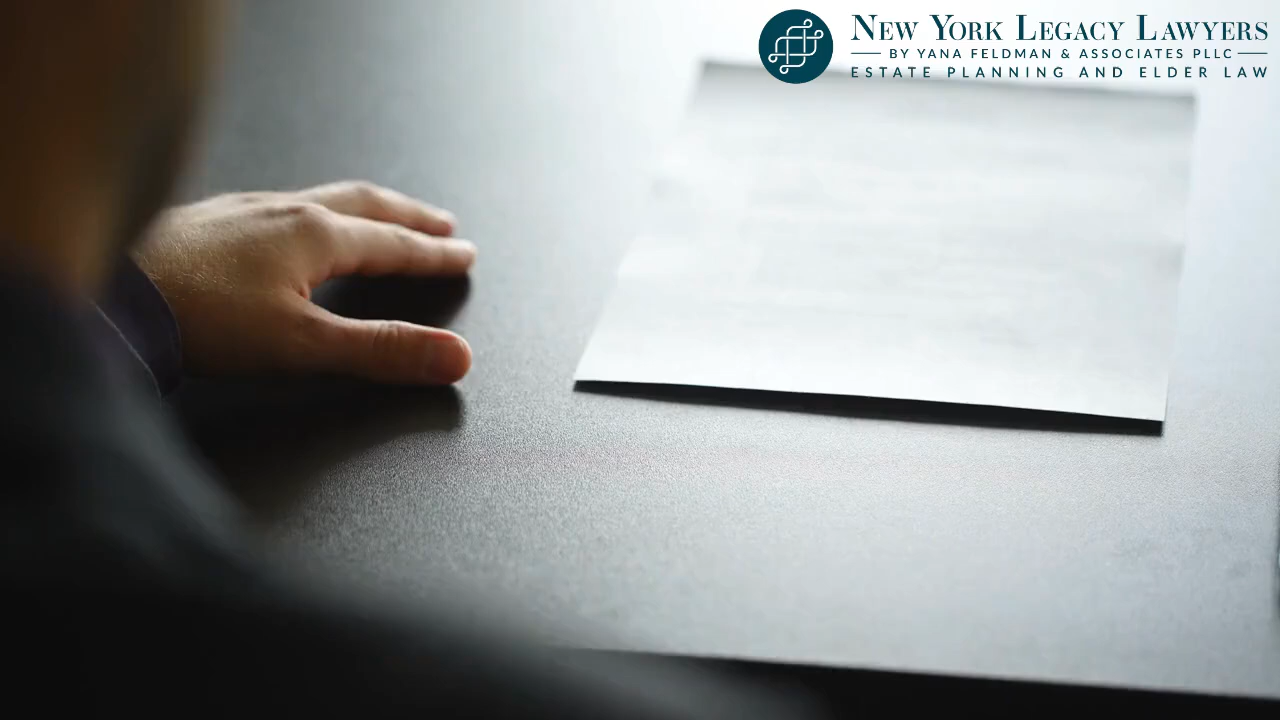 New York Legacy Lawyers
BY YANA FELDMAN & ASSOCIATES PLLC
ESTATE PLANNING AND ELDER LAW